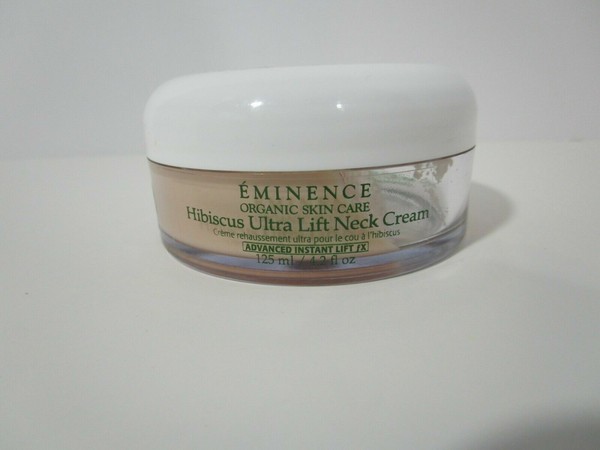 ÉMINENCE
ORGANIC SKIN CARE
Hibiscus Ultra Lift Neck Cream
Crème rehaussement ultra pour le cou à l'hibiscus
ADVANCED INSTANT LIFT fX
125 ml / 4.2 fl oz